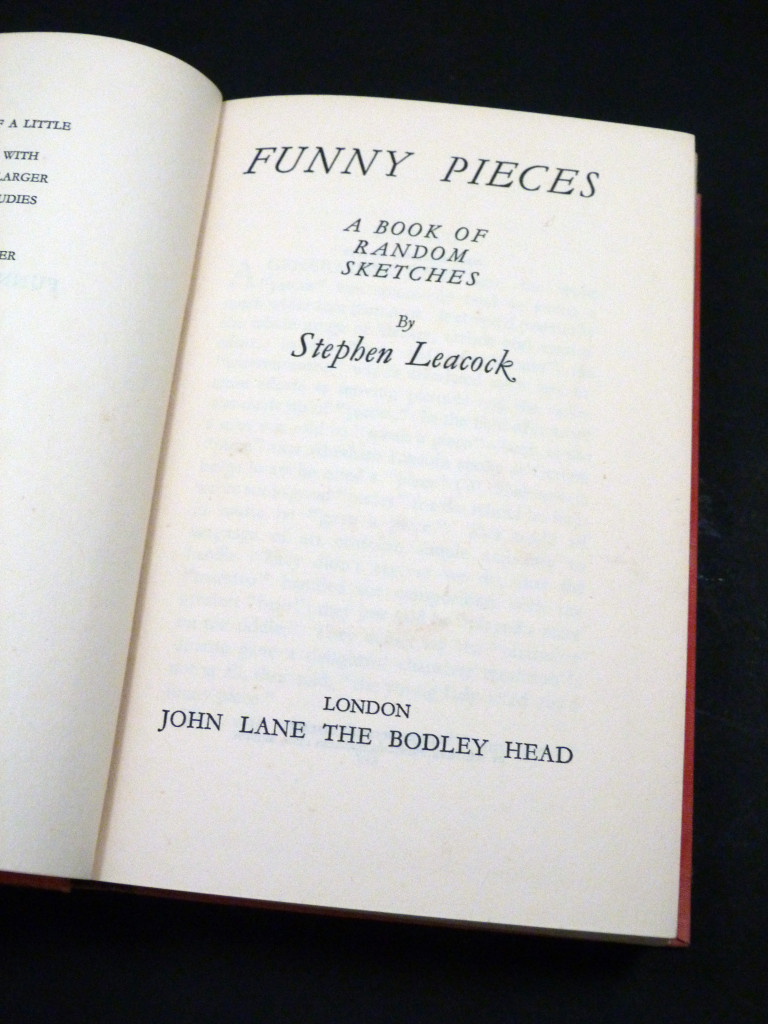 F A LITTLE
WITH
LARGER
UDIES
ER
FUNNY PIECES
A BOOK OF
RANDOM
SKETCHES
By
Stephen Leacock
LONDON
JOHN LANE THE BODLEY HEAD